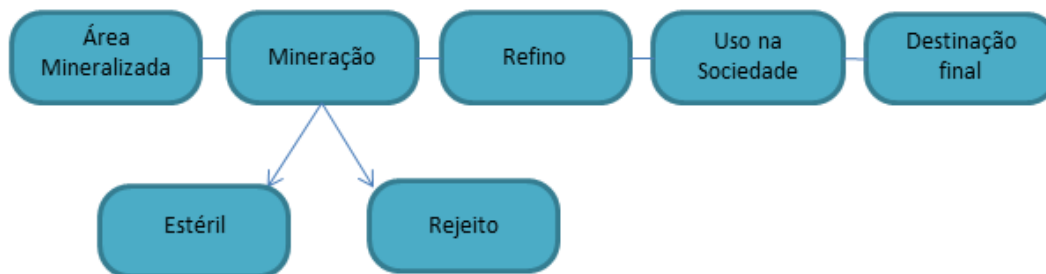 Área
Mineralizada
Mineração
Refino
Uso na
Sociedade
Destinação
final
Estéril
Rejeito